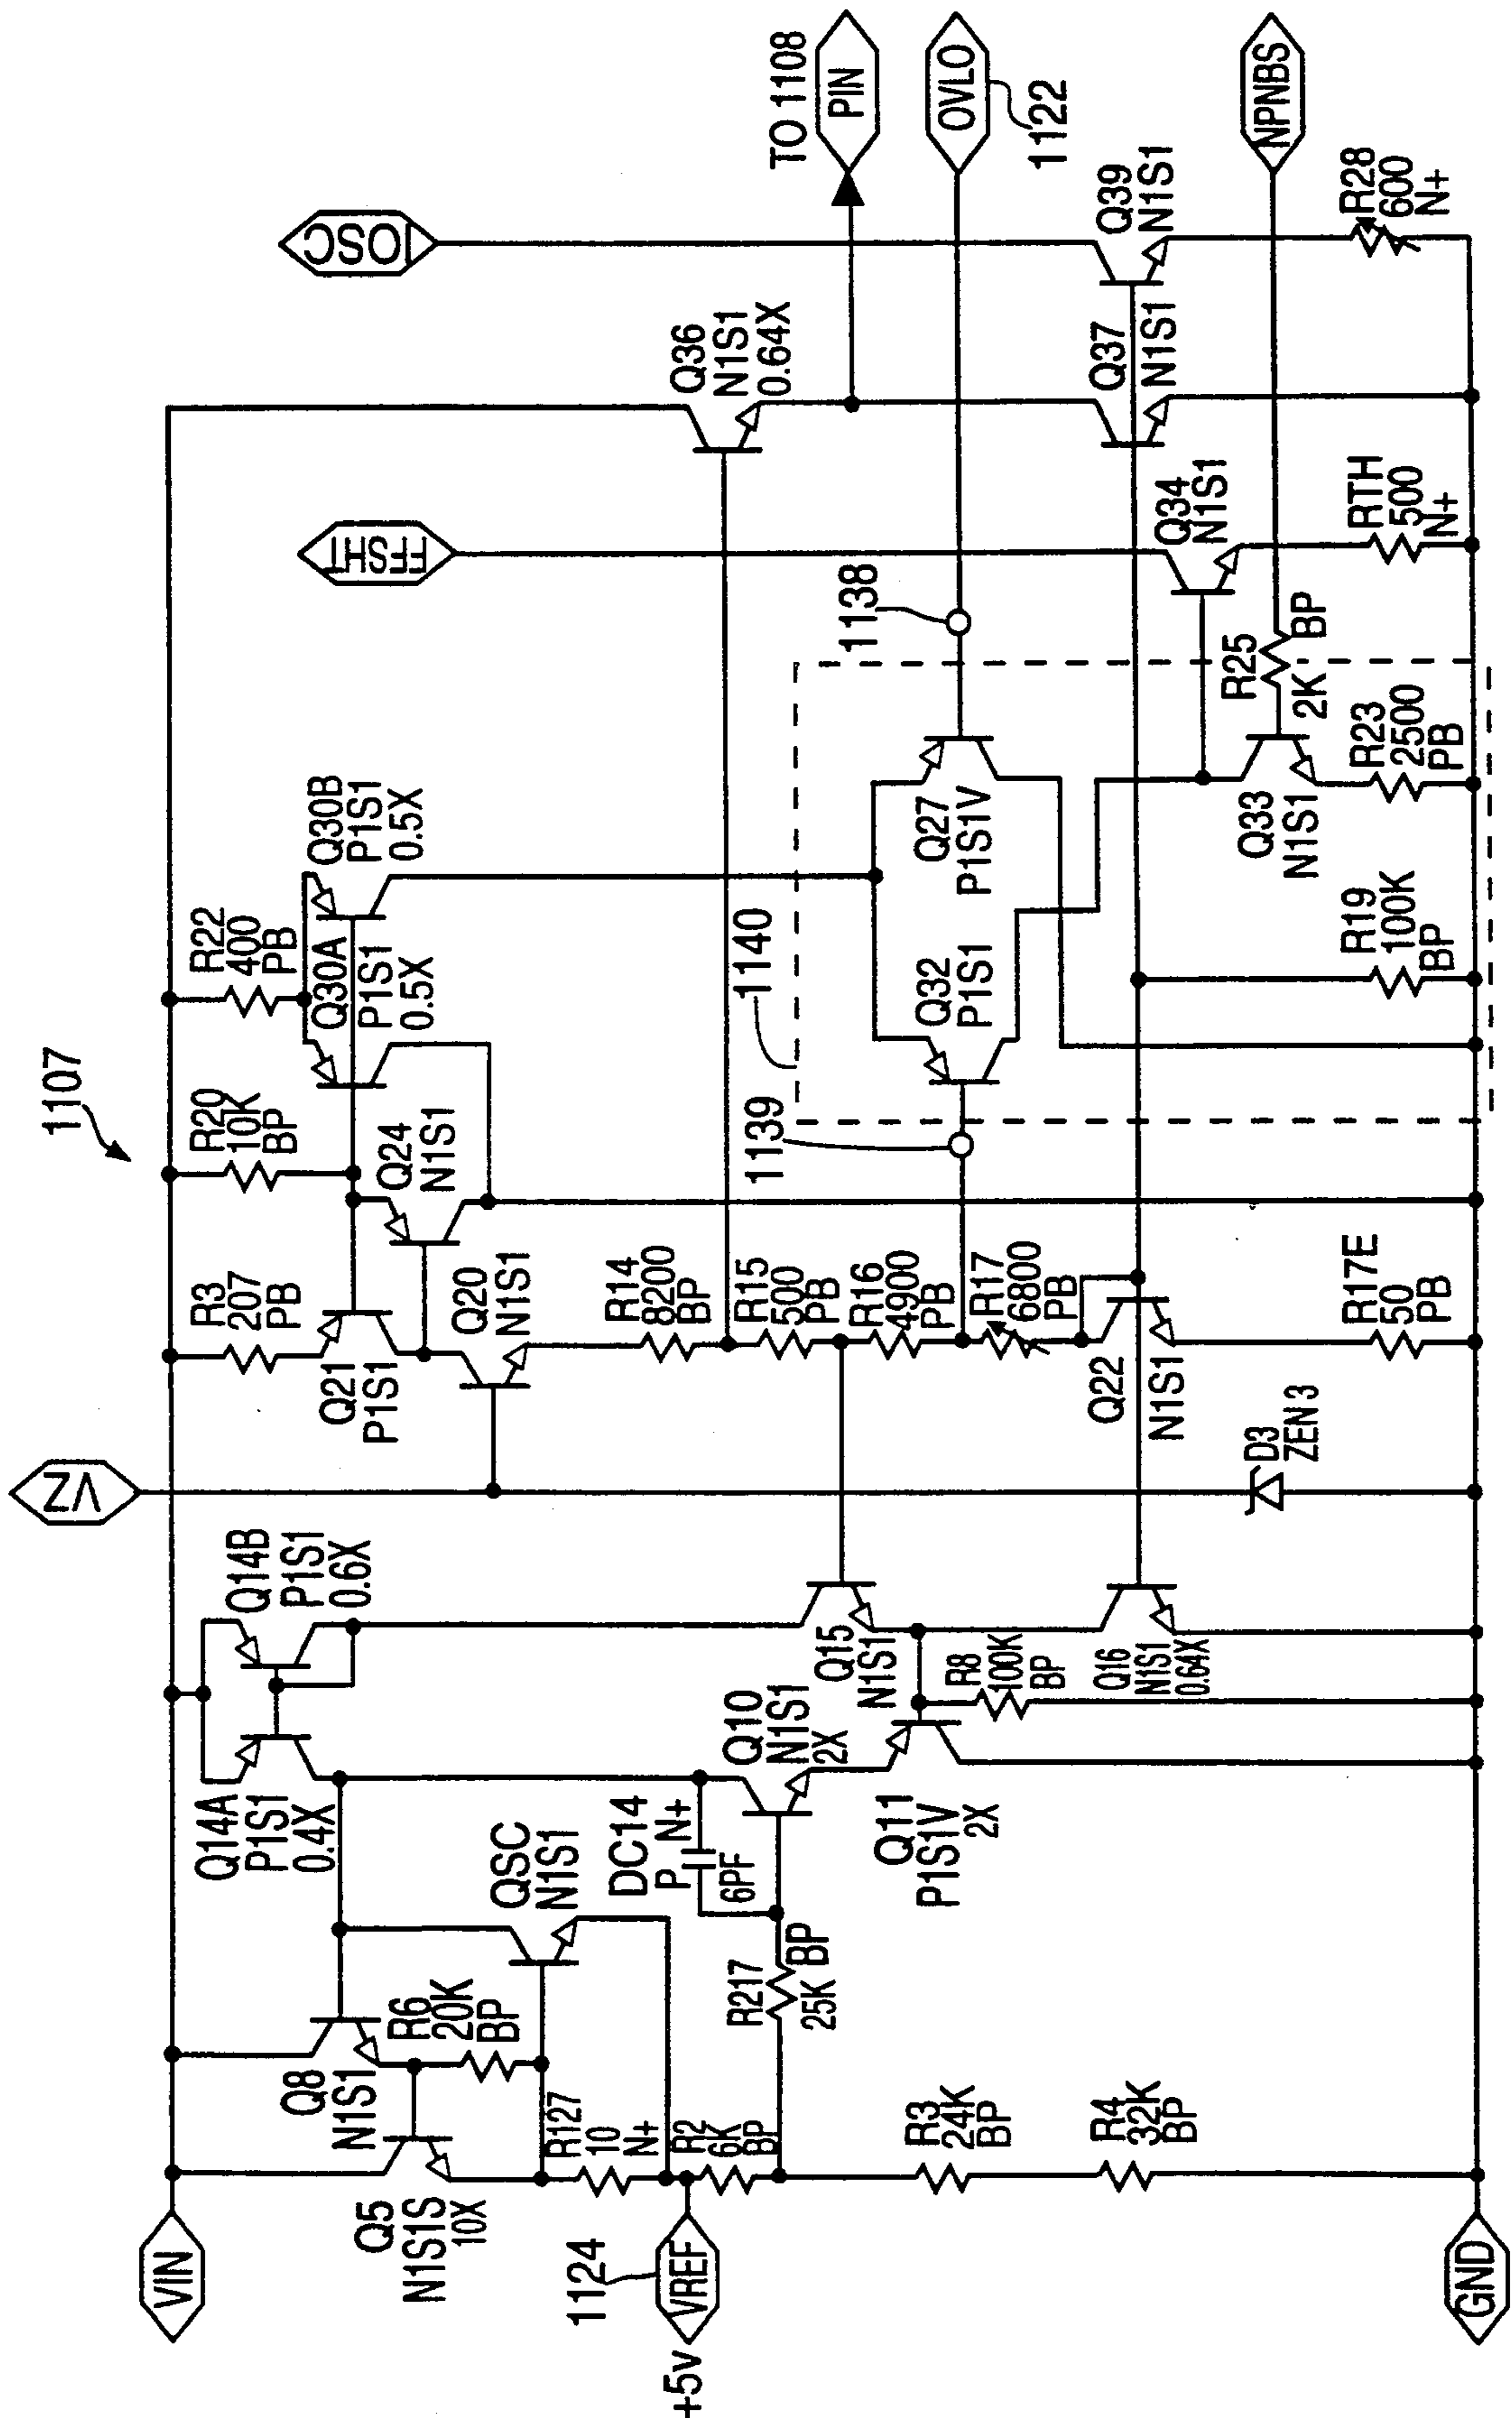 1107
VIN
Q5
N1S1S
10X
Q8
N1S1
R6
20K
BP
R127
10
N+
1124
VREF
+5v
R2
6K
BP
R3
24K
BP
R4
32K
BP
GND
Q14A
P1S1
0.4X
QSC
N1S1
DC14
P N+
6PF
R217
25K BP
Q10
N1S1
2X
Q11
P1S1V
2X
Q14B
P1S1
0.6X
Q15
N1S1
R8
100K
BP
Q16
N1S1
0.64X
VZ
D3
ZEN 3
R3
207
PB
Q21
P1S1
Q20
N1S1
R14
8200
BP
R15
500
PB
R16
4900
PB
R17
6800
PB
Q22
N1S1
R17E
50
PB
R20
10K
BP
Q24
N1S1
1139
R22
400
PB
Q30A
P1S1
0.5X
Q30B
P1S1
0.5X
1140
Q32
P1S1
Q27
P1S1V
R19
100K
BP
Q33
N1S1
R23
2500
PB
R25
2K BP
1138
FFSHT
Q34
N1S1
RTH
500
N+
Q36
N1S1
0.64X
Q37
N1S1
IOSC
Q39
N1S1
R28
600
N+
TO 1108
PIN
OVLO
1122
NPNBS